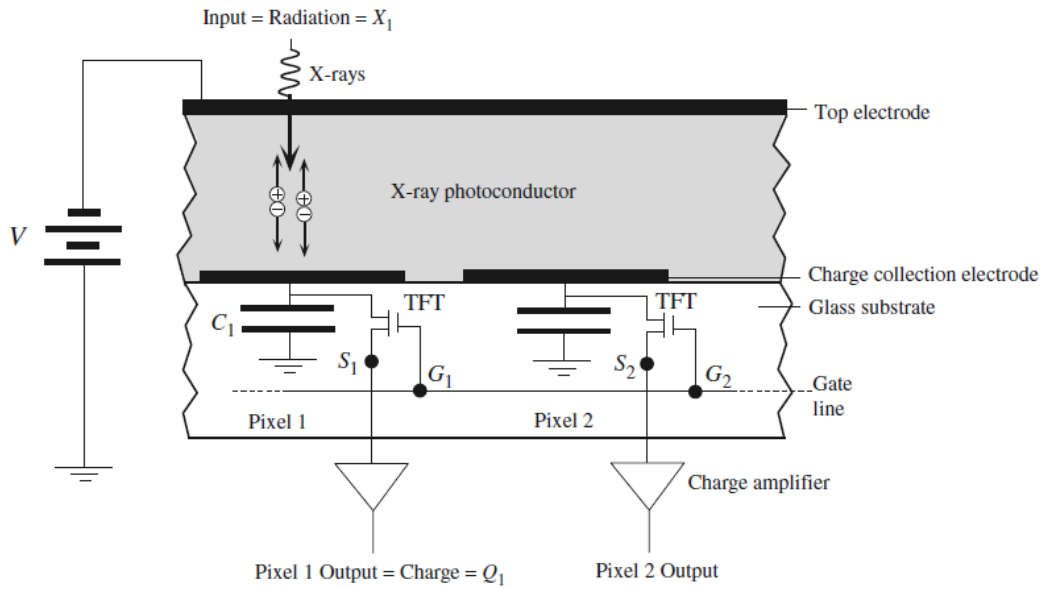 Input = Radiation = X₁
X-rays
Top electrode
X-ray photoconductor
V
Charge collection electrode
Glass substrate
TFT
TFT
C₁
S₁
G₁
S₂
G₂
Gate
line
Pixel 1
Pixel 2
Charge amplifier
Pixel 1 Output = Charge = Q₁
Pixel 2 Output